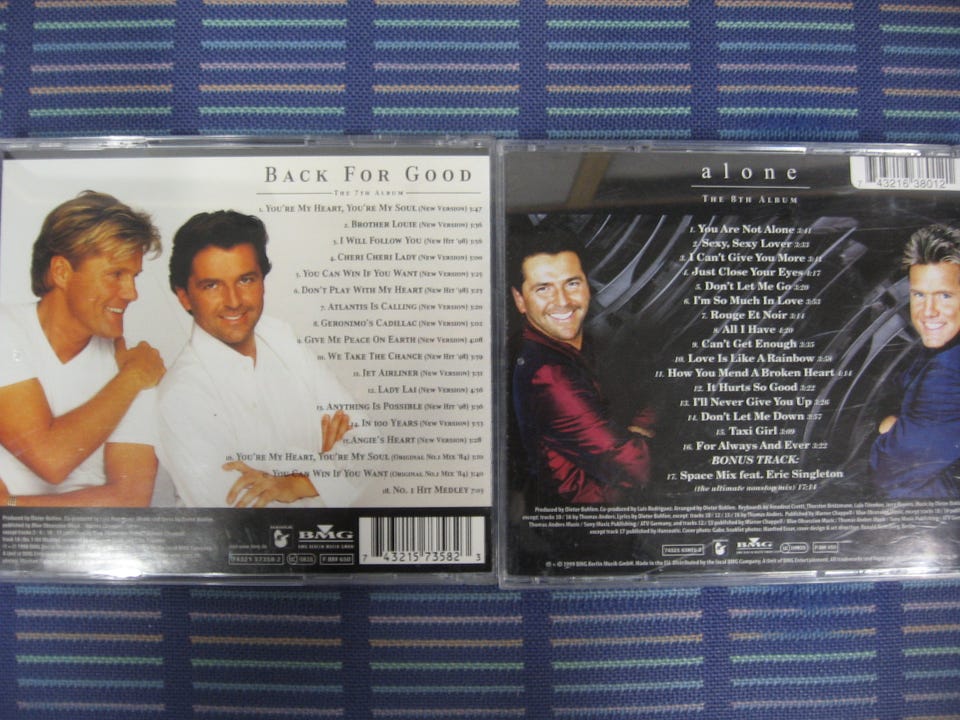 BACK FOR GOOD
THE 7TH ALBUM
1. YOU'RE MY HEART, YOU'RE MY SOUL (NEW VERSION) 3:47
2. BROTHER LOUIE (NEW VERSION) 3:36
3. I WILL FOLLOW YOU (NEW HIT '98) 3:56
4. CHERI CHERI LADY (NEW VERSION) 3:00
5. YOU CAN WIN IF YOU WANT (NEW VERSION) 3:25
6. DON'T PLAY WITH MY HEART (NEW HIT '98) 3:23
7. ATLANTIS IS CALLING (NEW VERSION) 3:20
8. GERONIMO'S CADILLAC (NEW VERSION) 3:02
9. GIVE ME PEACE ON EARTH (NEW VERSION) 4:08
10. WE TAKE THE CHANCE (NEW HIT '98) 3:59
11. JET AIRLINER (NEW VERSION) 3:51
12. LADY LAI (NEW VERSION) 4:56
13. ANYTHING IS POSSIBLE (NEW HIT '98) 3:36
14. IN 100 YEARS (NEW VERSION) 3:53
15. ANGIE'S HEART (NEW VERSION) 3:28
16. YOU'RE MY HEART, YOU'RE MY SOUL (ORIGINAL NO.1 MIX '84) 3:20
17. YOU CAN WIN IF YOU WANT (ORIGINAL NO.1 MIX '84) 3:40
18. NO. 1 HIT MEDLEY 7:03
BMG
7 43215 73582 3
alone
THE 8TH ALBUM
7 43216 38012
1. You Are Not Alone 3:41
2. Sexy, Sexy Lover 3:33
3. I Can't Give You More 3:41
4. Just Close Your Eyes 4:17
5. Don't Let Me Go 3:29
6. I'm So Much In Love 3:53
7. Rouge Et Noir 3:14
8. All I Have 4:20
9. Can't Get Enough 3:35
10. Love Is Like A Rainbow 3:58
11. How You Mend A Broken Heart 4:14
12. It Hurts So Good 3:22
13. I'll Never Give You Up 3:26
14. Don't Let Me Down 3:57
15. Taxi Girl 3:09
16. For Always And Ever 3:22
BONUS TRACK:
17. Space Mix feat. Eric Singleton
(the ultimate nonstop mix) 17:14
BMG